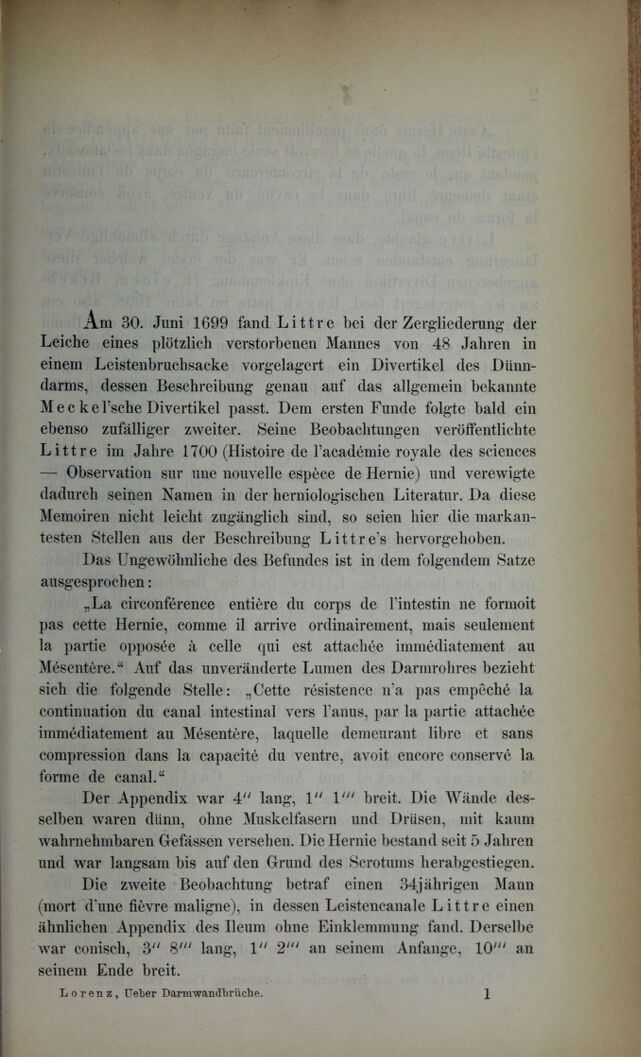 Am 30. Juni 1699 fand Littre bei der Zergliederung der
Leiche eines plötzlich verstorbenen Mannes von 48 Jahren in
einem Leistenbruchsacke vorgelagert ein Divertikel des Dünn-
darms, dessen Beschreibung genau auf das allgemein bekannte
Meckel'sche Divertikel passt. Dem ersten Funde folgte bald ein
ebenso zufälliger zweiter. Seine Beobachtungen veröffentlichte
Littre im Jahre 1700 (Histoire de l'académie royale des sciences
— Observation sur une nouvelle espèce de Hernie) und verewigte
dadurch seinen Namen in der herniologischen Literatur. Da diese
Memoiren nicht leicht zugänglich sind, so seien hier die markan-
testen Stellen aus der Beschreibung Littre's hervorgehoben.
Das Ungewöhnliche des Befundes ist in dem folgendem Satze
ausgesprochen:
„La circonférence entière du corps de l'intestin ne formoit
pas cette Hernie, comme il arrive ordinairement, mais seulement
la partie opposée à celle qui est attachée immédiatement au
Mésentère.“ Auf das unveränderte Lumen des Darmrohres bezieht
sich die folgende Stelle: „Cette résistence n'a pas empêché la
continuation du canal intestinal vers l'anus, par la partie attachée
immédiatement au Mésentère, laquelle demeurant libre et sans
compression dans la capacité du ventre, avoit encore conservé la
forme de canal.“
Der Appendix war 4″ lang, 1″ 1‴ breit. Die Wände des-
selben waren dünn, ohne Muskelfasern und Drüsen, mit kaum
wahrnehmbaren Gefässen versehen. Die Hernie bestand seit 5 Jahren
und war langsam bis auf den Grund des Scrotums herabgestiegen.
Die zweite Beobachtung betraf einen 34jährigen Mann
(mort d'une fièvre maligne), in dessen Leistencanale Littre einen
ähnlichen Appendix des Ileum ohne Einklemmung fand. Derselbe
war conisch, 3″ 8‴ lang, 1″ 2‴ an seinem Anfange, 10‴ an
seinem Ende breit.
Lorenz, Ueber Darmwandbrüche. 1